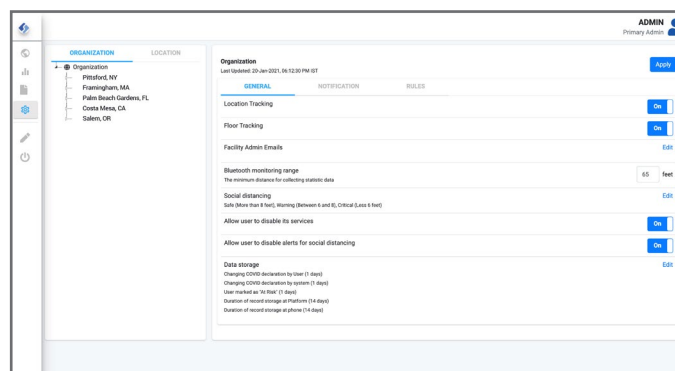 ADMIN
Primary Admin
ORGANIZATION LOCATION
Organization
Pittsford, NY
Framingham, MA
Palm Beach Gardens, FL
Costa Mesa, CA
Salem, OR
Organization
Last Updated: 20-Jan-2021, 06:12:30 PM IST
Apply
GENERAL NOTIFICATION RULES
Location Tracking On
Floor Tracking On
Facility Admin Emails Edit
Bluetooth monitoring range
The minimum distance for collecting statistic data
65 feet
Social distancing Edit
Safe (More than 8 feet), Warning (Between 6 and 8), Critical (Less 6 feet)
Allow user to disable its services On
Allow user to disable alerts for social distancing On
Data storage Edit
Changing COVID declaration by User (1 days)
Changing COVID declaration by system (1 days)
User marked as "At Risk" (1 days)
Duration of record storage at Platform (14 days)
Duration of record storage at phone (14 days)